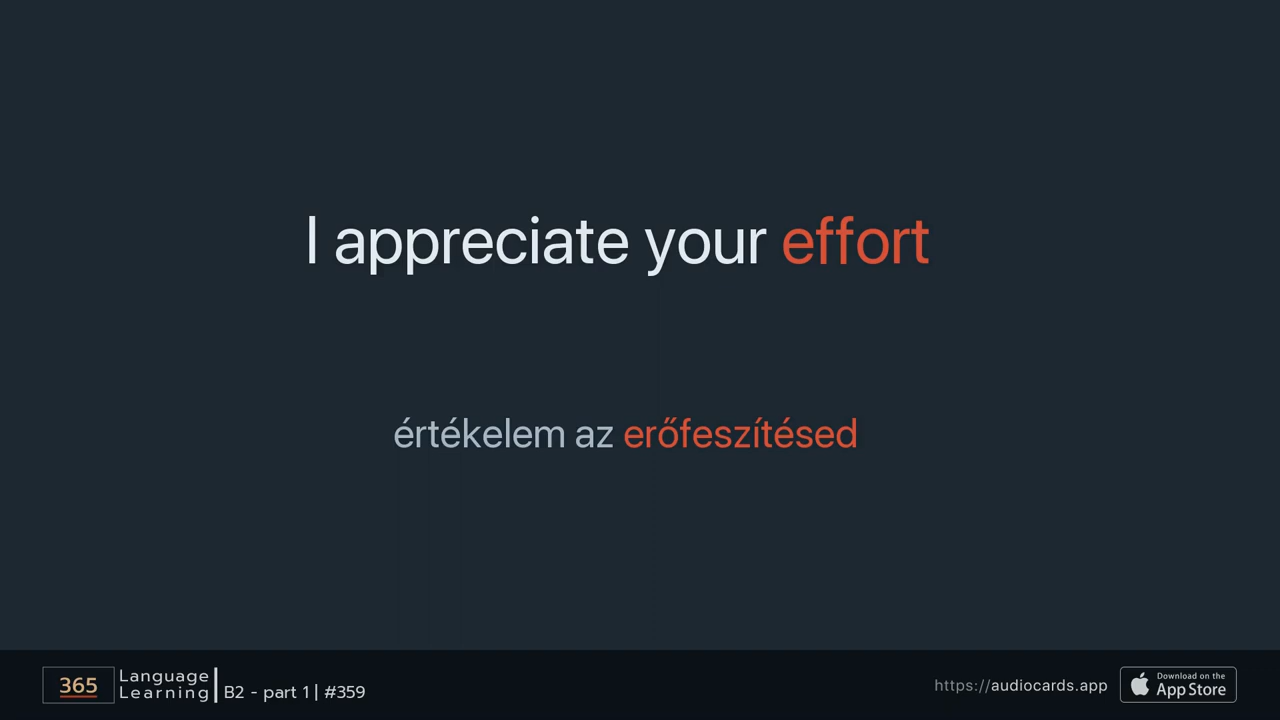 I appreciate your effort
értékelem az erőfeszítésed
365 Language Learning | B2 - part 1 | #359
https://audiocards.app
Download on the App Store